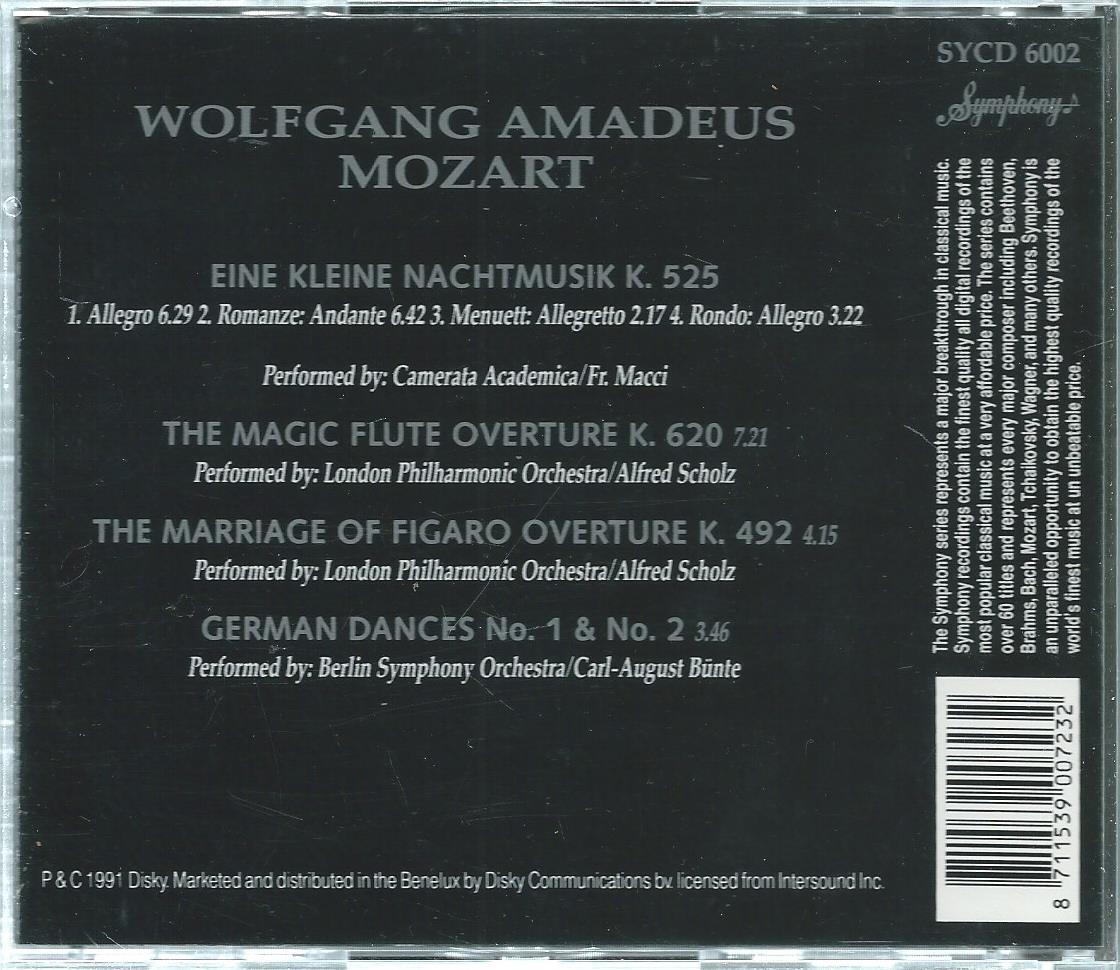 WOLFGANG AMADEUS
MOZART
EINE KLEINE NACHTMUSIK K. 525
1. Allegro 6.29 2. Romanze: Andante 6.42 3. Menuett: Allegretto 2.17 4. Rondo: Allegro 3.22
Performed by: Camerata Academica/Fr. Macci
THE MAGIC FLUTE OVERTURE K. 620 7.21
Performed by: London Philharmonic Orchestra/Alfred Scholz
THE MARRIAGE OF FIGARO OVERTURE K. 492 4.15
Performed by: London Philharmonic Orchestra/Alfred Scholz
GERMAN DANCES No. 1 & No. 2 3.46
Performed by: Berlin Symphony Orchestra/Carl-August Bünte
P & C 1991 Disky. Marketed and distributed in the Benelux by Disky Communications bv. licensed from Intersound Inc.
SYCD 6002
Symphony
The Symphony series represents a major breakthrough in classical music.
Symphony recordings contain the finest quality all digital recordings of the
most popular classical music at a very affordable price. The series contains
over 60 titles and represents every major composer including Beethoven,
Brahms, Bach, Mozart, Tchaikovsky, Wagner, and many others. Symphony is
an unparalleled opportunity to obtain the highest quality recordings of the
world's finest music at un unbeatable price.
8 711539 007232